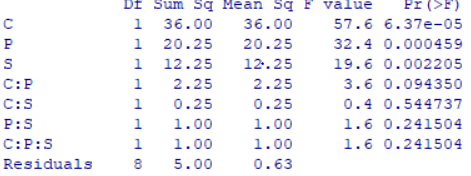 Df Sum Sq Mean Sq F value Pr(>F)
C 1 36.00 36.00 57.6 6.37e-05
P 1 20.25 20.25 32.4 0.000459
S 1 12.25 12.25 19.6 0.002205
C:P 1 2.25 2.25 3.6 0.094350
C:S 1 0.25 0.25 0.4 0.544737
P:S 1 1.00 1.00 1.6 0.241504
C:P:S 1 1.00 1.00 1.6 0.241504
Residuals 8 5.00 0.63